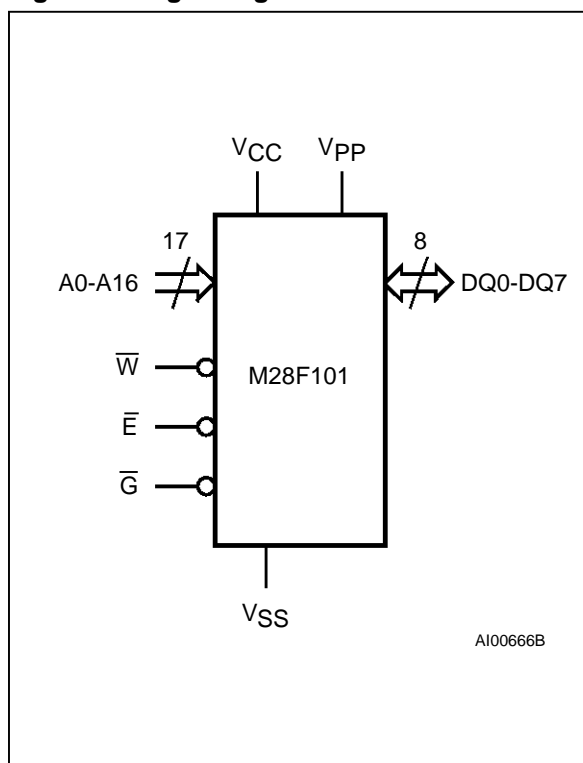 VCC VPP
17 8
A0-A16 DQ0-DQ7
W̅
M28F101
E̅
G̅
VSS
AI00666B